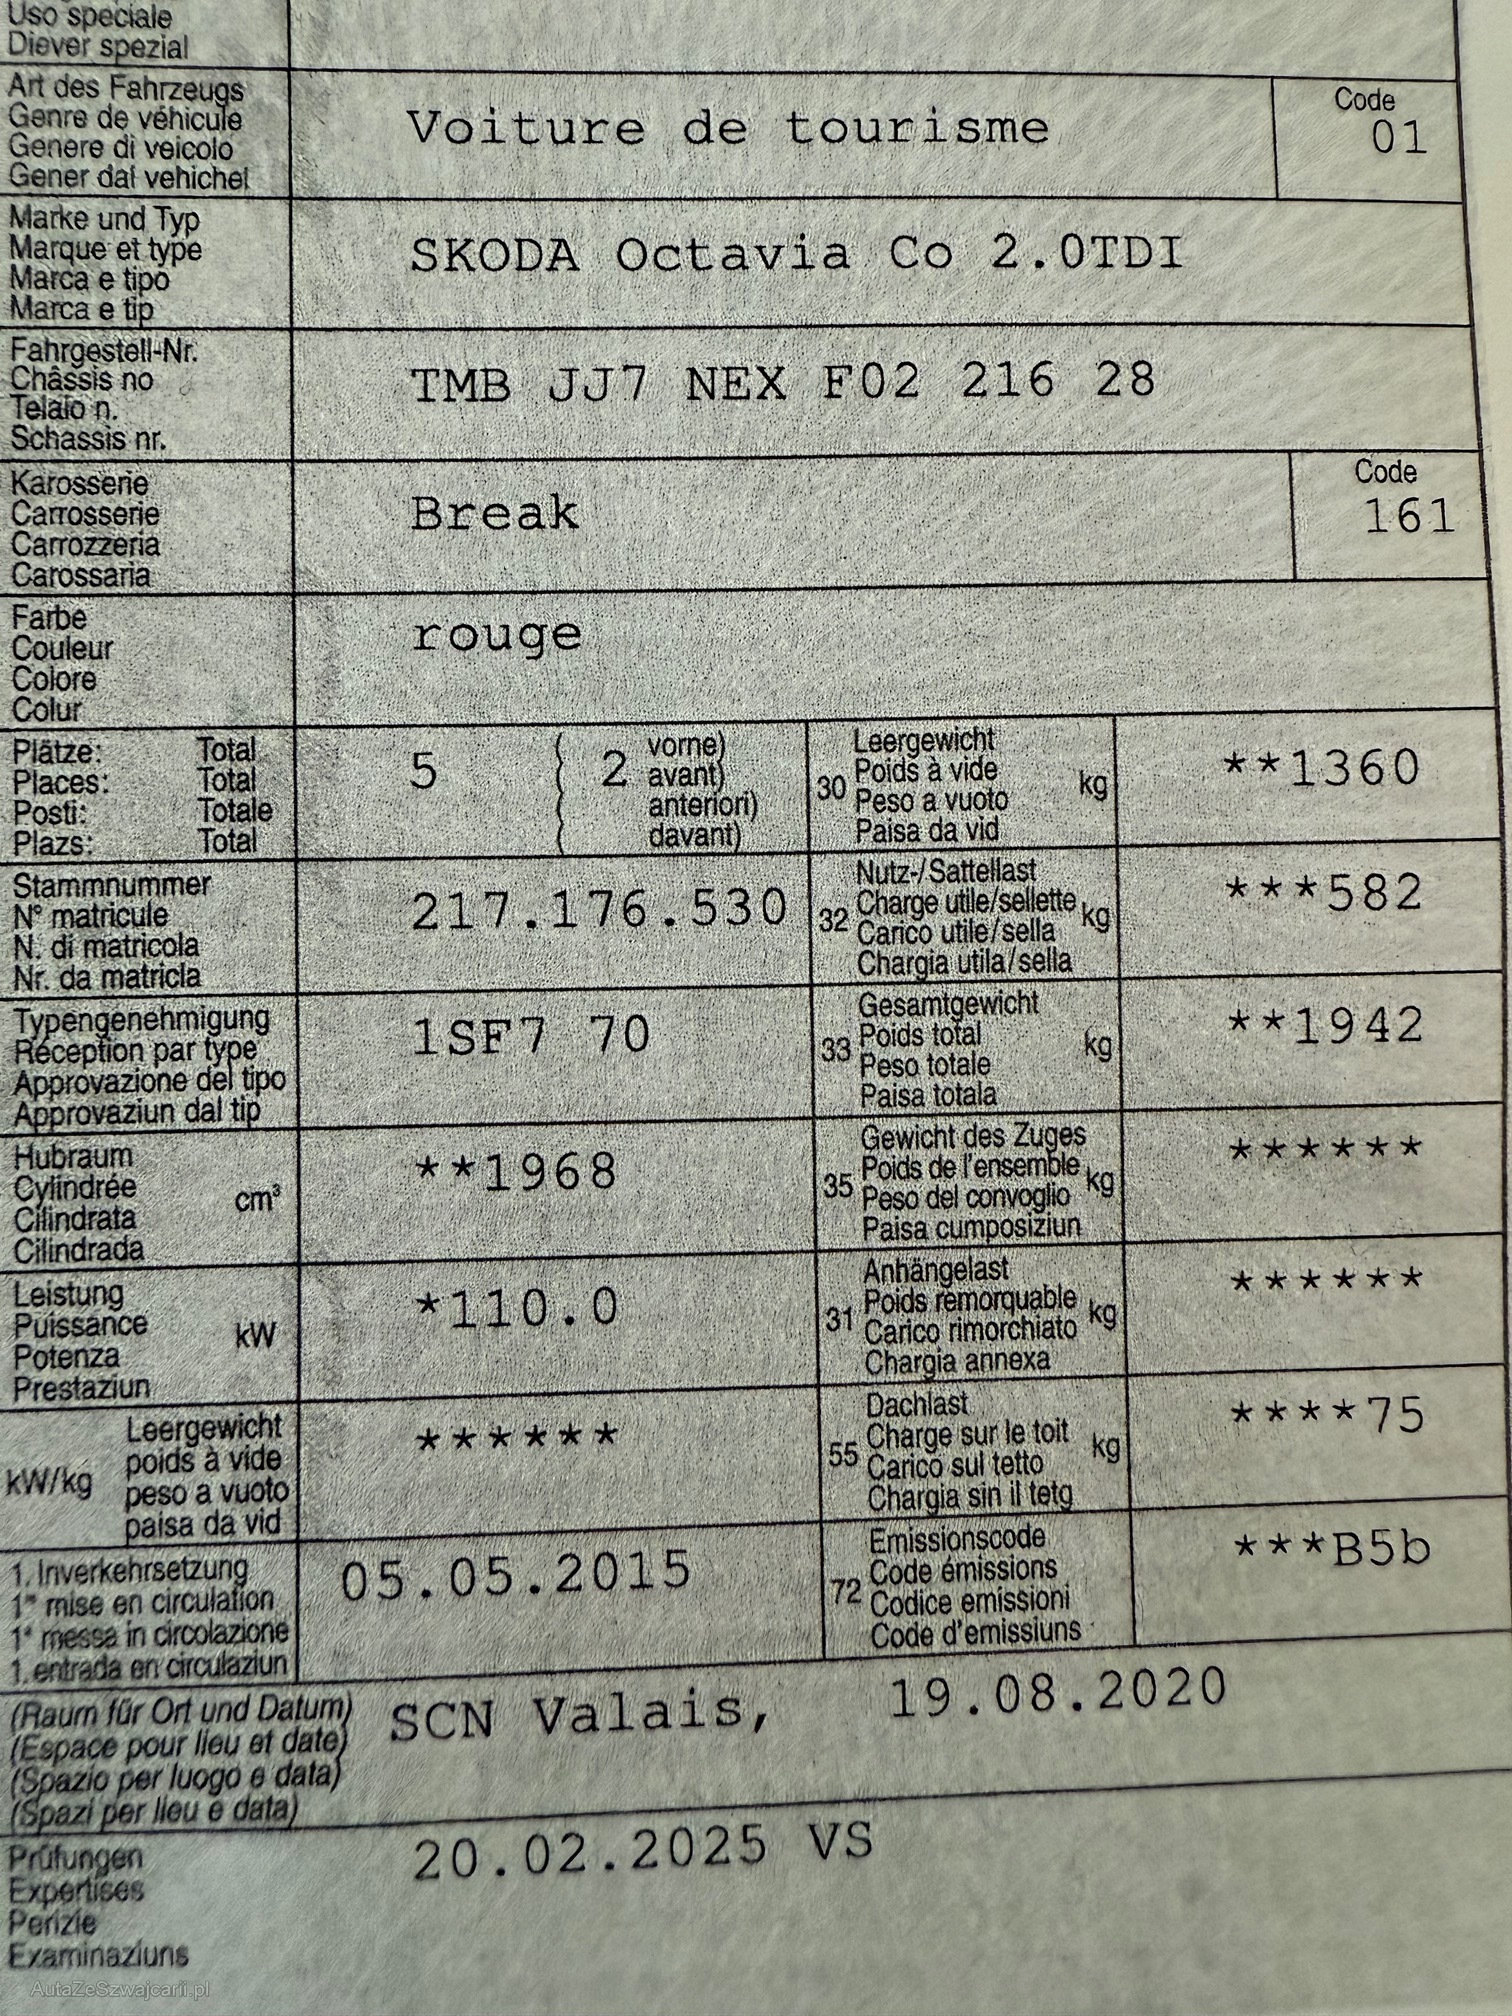 Uso speciale
Diever spezial
Art des Fahrzeugs
Genre de véhicule
Genere di veicolo
Gener dal vehichel
Voiture de tourisme
Code
01
Marke und Typ
Marque et type
Marca e tipo
Marca e tip
SKODA Octavia Co 2.0TDI
Fahrgestell-Nr.
Châssis no
Telaio n.
Schassis nr.
TMB JJ7 NEX F02 216 28
Karosserie
Carrosserie
Carrozzeria
Carossaria
Break
Code
161
Farbe
Couleur
Colore
Colur
rouge
Plätze: Total
Places: Total
Posti: Totale
Plazs: Total
5 ( 2 vorne)
( avant)
( anteriori)
( davant)
30 Leergewicht
Poids à vide kg
Peso a vuoto
Paisa da vid
**1360
Stammnummer
N° matricule
N. di matricola
Nr. da matricla
217.176.530
32 Nutz-/Sattellast
Charge utile/sellette kg
Carico utile/sella
Chargia utila/sella
***582
Typengenehmigung
Réception par type
Approvazione del tipo
Approvaziun dal tip
1SF7 70
33 Gesamtgewicht
Poids total kg
Peso totale
Paisa totala
**1942
Hubraum
Cylindrée cm³
Cilindrata
Cilindrada
**1968
35 Gewicht des Zuges
Poids de l'ensemble kg
Peso del convoglio
Paisa cumposiziun
******
Leistung
Puissance kW
Potenza
Prestaziun
*110.0
31 Anhängelast
Poids remorquable kg
Carico rimorchiato
Chargia annexa
******
kW/kg Leergewicht
poids à vide
peso a vuoto
paisa da vid
******
55 Dachlast
Charge sur le toit kg
Carico sul tetto
Chargia sin il tetg
****75
1. Inverkehrsetzung
1re mise en circulation
1a messa in circolazione
1. entrada en circulaziun
05.05.2015
72 Emissionscode
Code émissions
Codice emissioni
Code d'emissiuns
***B5b
(Raum für Ort und Datum)
(Espace pour lieu et date)
(Spazio per luogo e data)
(Spazi per lieu e data)
SCN Valais, 19.08.2020
Prüfungen
Expertises
Perizie
Examinaziuns
20.02.2025 VS
AutaZeSzwajcarii.pl